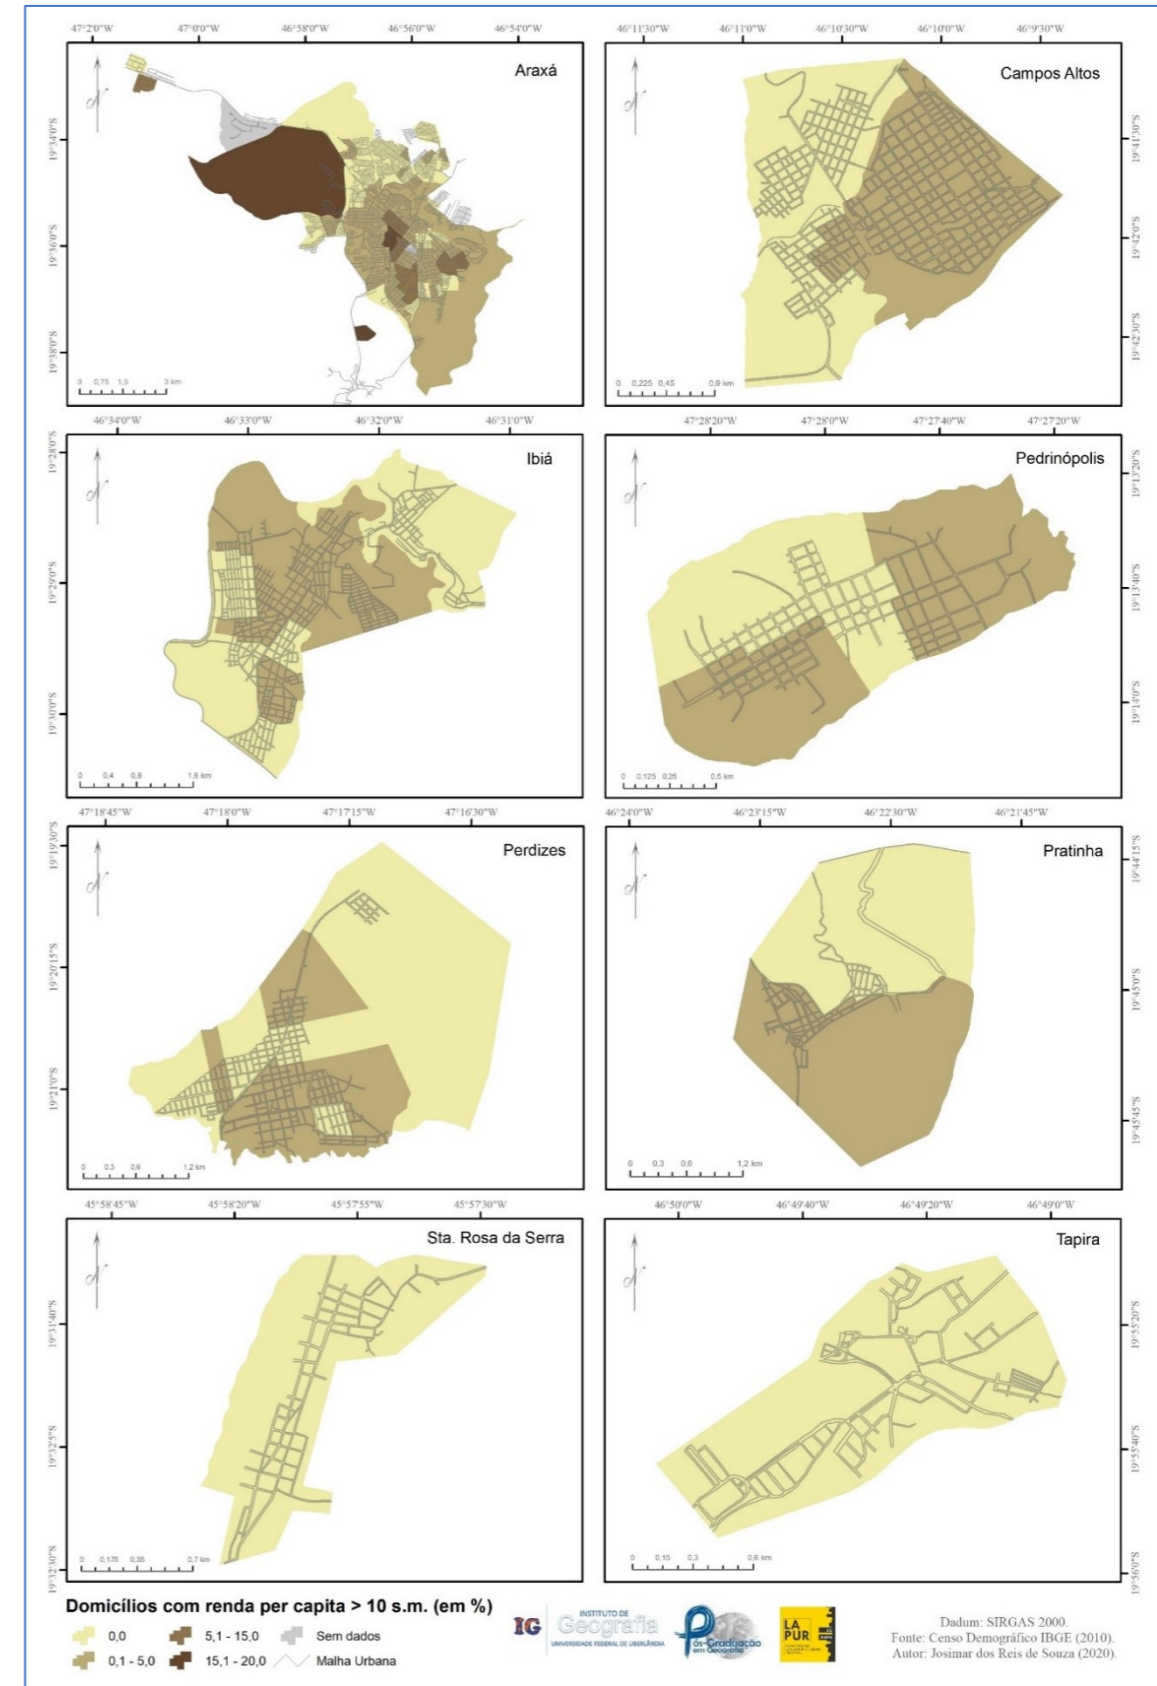 47°2'0"W 47°0'0"W 46°58'0"W 46°56'0"W 46°54'0"W
Araxá
19°34'0"S
19°36'0"S
19°38'0"S
0 0,75 1,5 3 km
46°11'30"W 46°11'0"W 46°10'30"W 46°10'0"W 46°9'30"W
Campos Altos
19°41'30"S
19°42'0"S
19°42'30"S
0 0,225 0,45 0,9 km
46°34'0"W 46°33'0"W 46°32'0"W 46°31'0"W
Ibiá
19°28'0"S
19°29'0"S
19°30'0"S
0 0,4 0,8 1,6 km
47°28'20"W 47°28'0"W 47°27'40"W 47°27'20"W
Pedrinópolis
19°13'20"S
19°13'40"S
19°14'0"S
0 0,125 0,25 0,5 km
47°18'45"W 47°18'0"W 47°17'15"W 47°16'30"W
Perdizes
19°19'30"S
19°20'15"S
19°21'0"S
0 0,3 0,6 1,2 km
46°24'0"W 46°23'15"W 46°22'30"W 46°21'45"W
Pratinha
19°44'15"S
19°45'0"S
19°45'45"S
0 0,3 0,6 1,2 km
45°58'45"W 45°58'20"W 45°57'55"W 45°57'30"W
Sta. Rosa da Serra
19°31'40"S
19°32'5"S
19°32'30"S
0 0,175 0,35 0,7 km
46°50'0"W 46°49'40"W 46°49'20"W 46°49'0"W
Tapira
19°55'20"S
19°55'40"S
19°56'0"S
0 0,15 0,3 0,6 km
Domicílios com renda per capita > 10 s.m. (em %)
0,0 5,1 - 15,0 Sem dados
0,1 - 5,0 15,1 - 20,0 Malha Urbana
IG
INSTITUTO DE
Geografia
UNIVERSIDADE FEDERAL DE UBERLÂNDIA
Pós-Graduação
em Geografia
LA
PUR
Dadum: SIRGAS 2000.
Fonte: Censo Demográfico IBGE (2010).
Autor: Josimar dos Reis de Souza (2020).